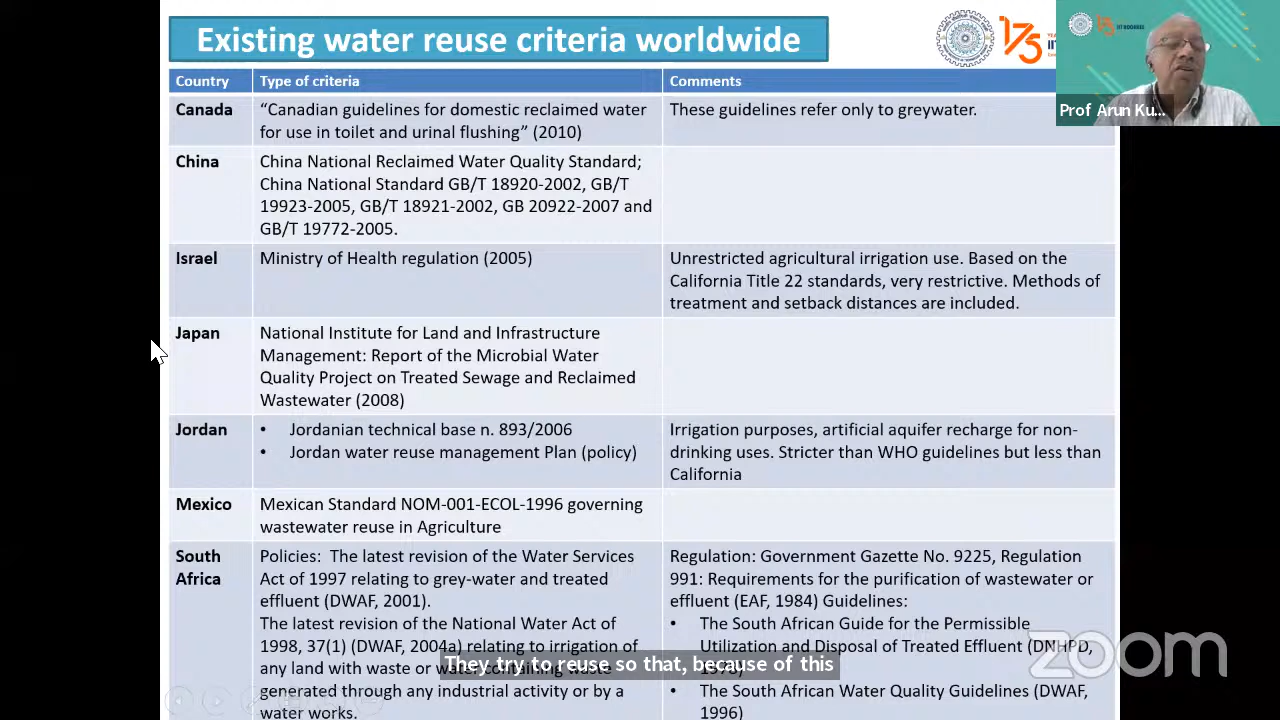 Existing water reuse criteria worldwide
175
YE
IIT
IIT ROORKEE
Prof Arun Ku...
Country
Type of criteria
Comments
Canada
“Canadian guidelines for domestic reclaimed water
for use in toilet and urinal flushing” (2010)
These guidelines refer only to greywater.
China
China National Reclaimed Water Quality Standard;
China National Standard GB/T 18920-2002, GB/T
19923-2005, GB/T 18921-2002, GB 20922-2007 and
GB/T 19772-2005.
Israel
Ministry of Health regulation (2005)
Unrestricted agricultural irrigation use. Based on the
California Title 22 standards, very restrictive. Methods of
treatment and setback distances are included.
Japan
National Institute for Land and Infrastructure
Management: Report of the Microbial Water
Quality Project on Treated Sewage and Reclaimed
Wastewater (2008)
Jordan
• Jordanian technical base n. 893/2006
• Jordan water reuse management Plan (policy)
Irrigation purposes, artificial aquifer recharge for non-
drinking uses. Stricter than WHO guidelines but less than
California
Mexico
Mexican Standard NOM-001-ECOL-1996 governing
wastewater reuse in Agriculture
South
Africa
Policies: The latest revision of the Water Services
Act of 1997 relating to grey-water and treated
effluent (DWAF, 2001).
The latest revision of the National Water Act of
1998, 37(1) (DWAF, 2004a) relating to irrigation of
any land with waste or water containing waste
generated through any industrial activity or by a
water works.
Regulation: Government Gazette No. 9225, Regulation
991: Requirements for the purification of wastewater or
effluent (EAF, 1984) Guidelines:
• The South African Guide for the Permissible
Utilization and Disposal of Treated Effluent (DNHPD,
• The South African Water Quality Guidelines (DWAF,
1996)
They try to reuse so that, because of this
zoom